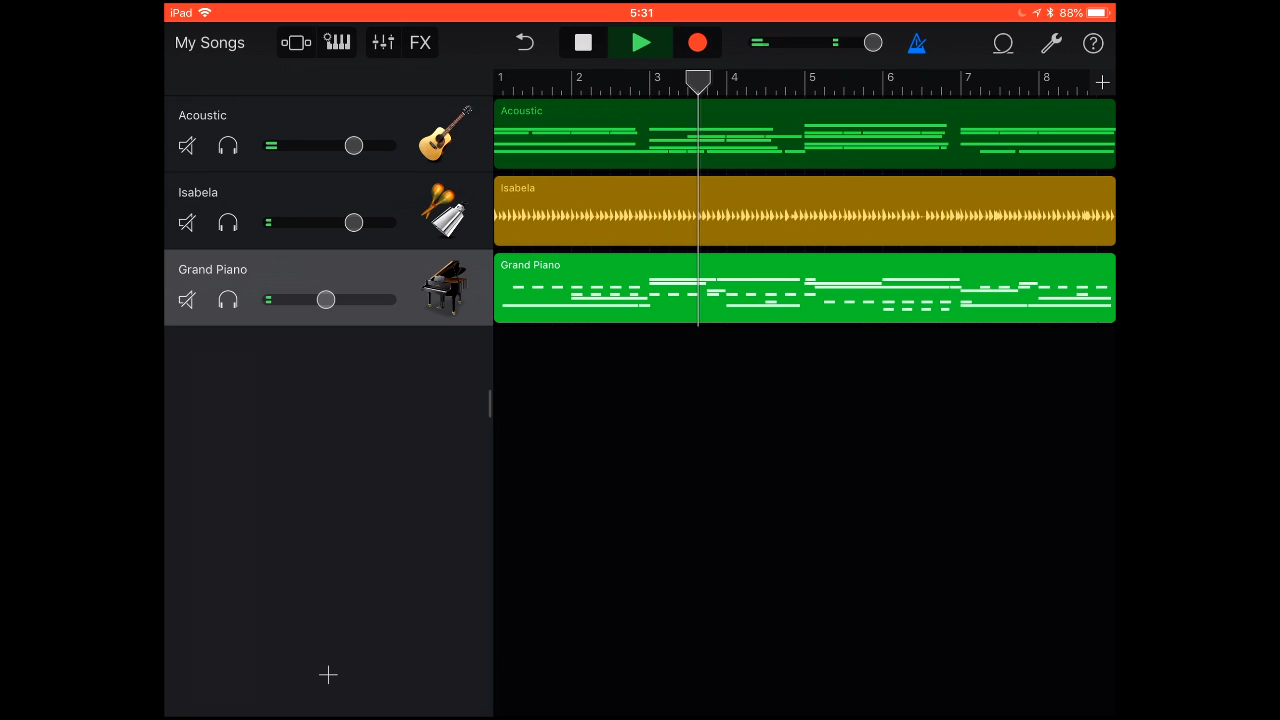 iPad 5:31 88%
My Songs FX
1 2 3 4 5 6 7 8
Acoustic
Acoustic
Isabela
Isabela
Grand Piano
Grand Piano